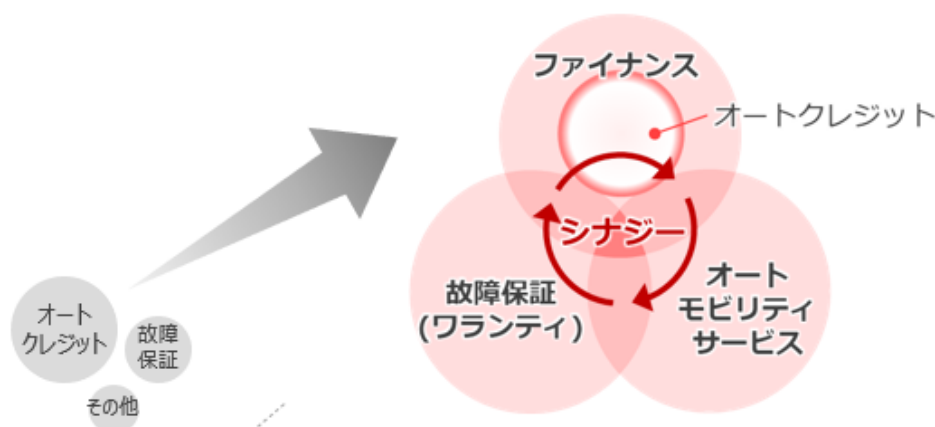 ファイナンス
オートクレジット
シナジー
故障保証
(ワランティ)
オート
モビリティ
サービス
オート
クレジット
故障
保証
その他